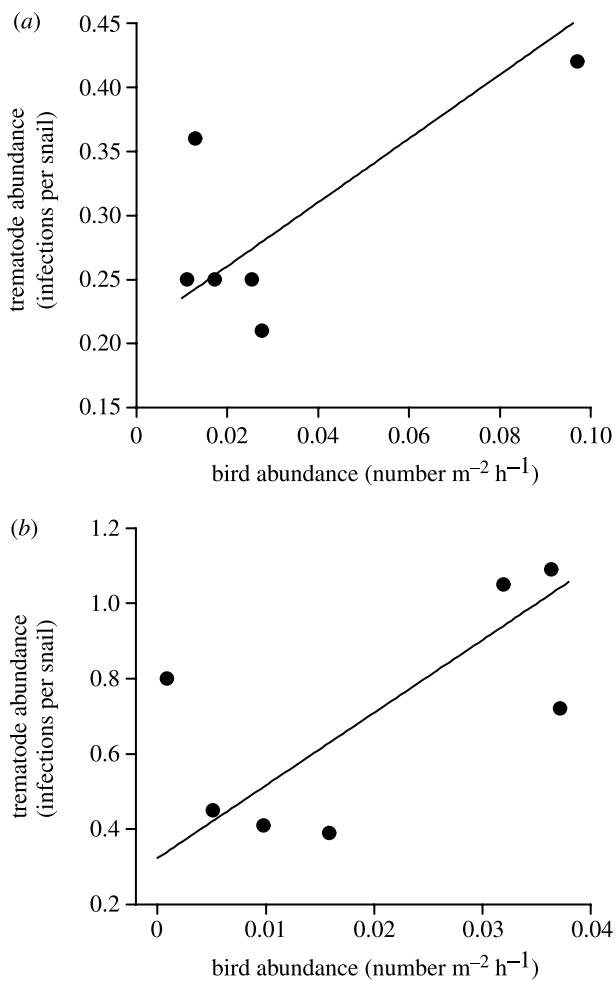 (a)
0.45
0.40
0.35
0.30
0.25
0.20
0.15
trematode abundance
(infections per snail)
0 0.02 0.04 0.06 0.08 0.10
bird abundance (number m⁻² h⁻¹)
(b)
1.2
1.0
0.8
0.6
0.4
0.2
trematode abundance
(infections per snail)
0 0.01 0.02 0.03 0.04
bird abundance (number m⁻² h⁻¹)